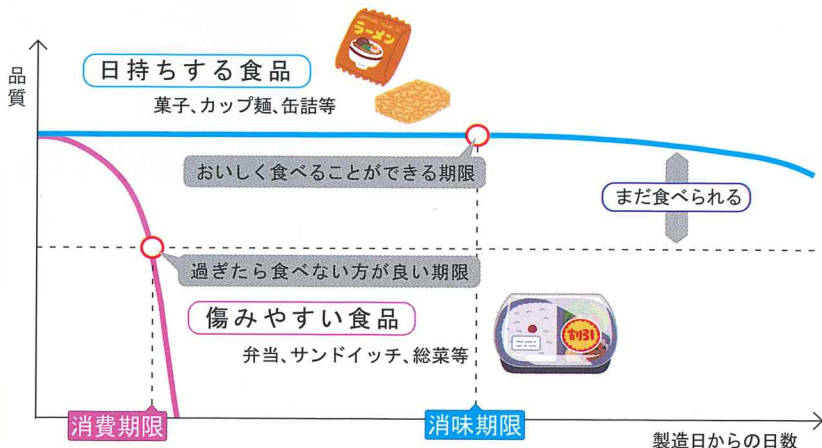 品質
日持ちする食品
菓子、カップ麺、缶詰等
ラーメン
おいしく食べることができる期限
まだ食べられる
過ぎたら食べない方が良い期限
傷みやすい食品
弁当、サンドイッチ、総菜等
割引
消費期限
消味期限
製造日からの日数